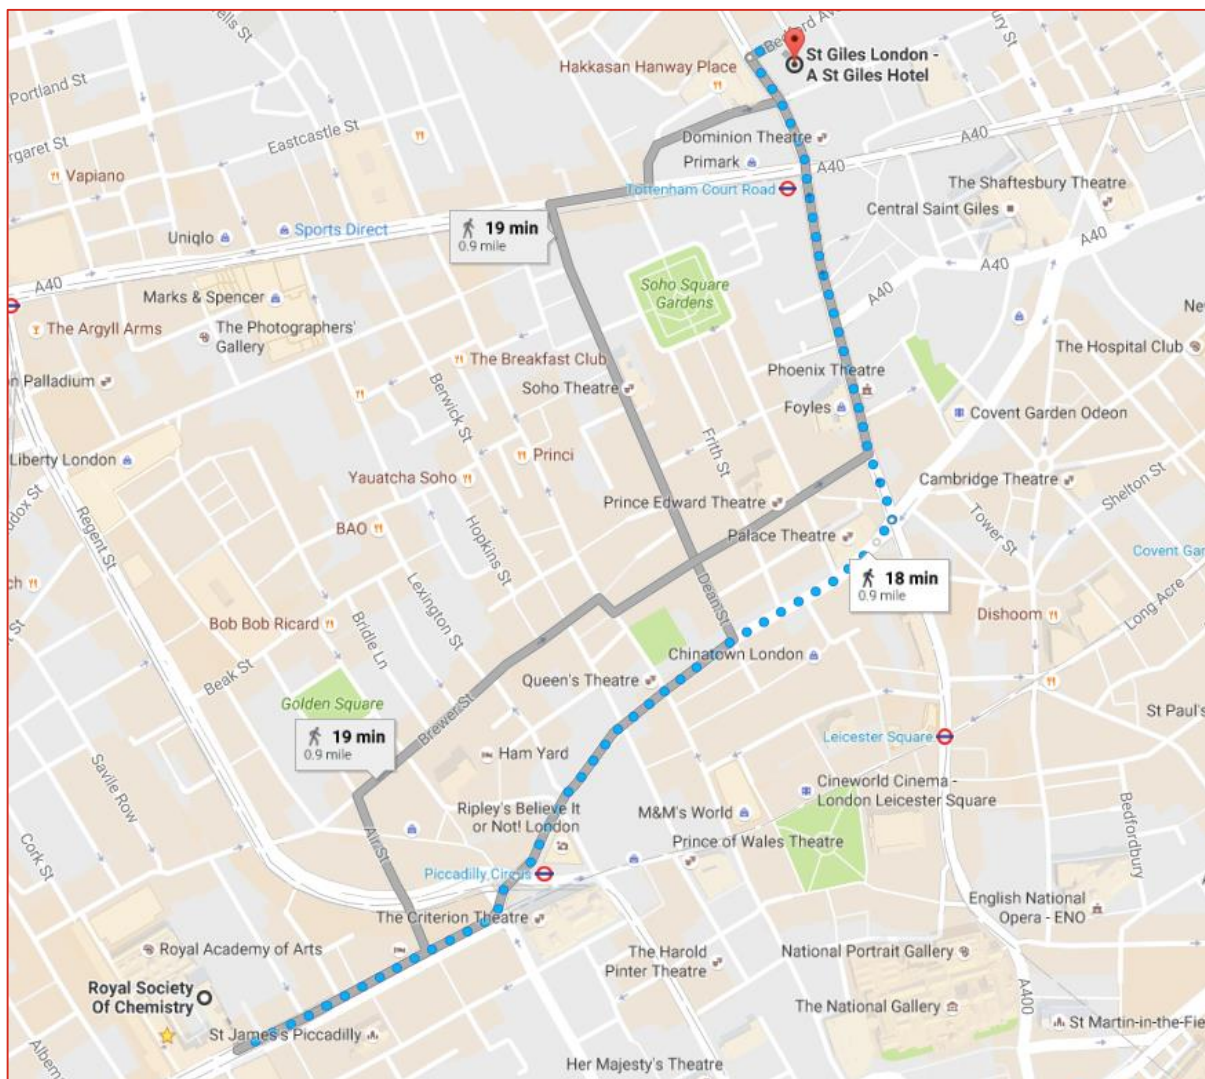 Bedford Av
St Giles London -
A St Giles Hotel
Hakkasan Hanway Place
Portland St
Eastcastle St
Dominion Theatre
A40
Primark
A40
Vapiano
Tottenham Court Road
The Shaftesbury Theatre
Central Saint Giles
19 min
0.9 mile
Uniqlo
Sports Direct
A40
A40
A40
Soho Square
Gardens
A40
Marks & Spencer
The Argyll Arms
The Photographers'
Gallery
The Breakfast Club
The Hospital Club
Phoenix Theatre
on Palladium
Soho Theatre
Berwick St
Foyles
Covent Garden Odeon
Frith St
Liberty London
Princi
Yauatcha Soho
Cambridge Theatre
Shelton St
Regent St
Prince Edward Theatre
BAO
Hopkins St
Palace Theatre
Tower St
Covent Gar
18 min
0.9 mile
Lexington St
Dean St
Long Acre
Bob Bob Ricard
Bridle Ln
Dishoom
Beak St
Chinatown London
Queen's Theatre
Golden Square
Brewer St
St Paul's
19 min
0.9 mile
Leicester Square
Ham Yard
Savile Row
Cineworld Cinema -
London Leicester Square
Ripley's Believe It
or Not! London
M&M's World
Bedfordbury
Prince of Wales Theatre
Air St
Cork St
Piccadilly Circus
English National
Opera - ENO
The Criterion Theatre
Royal Academy of Arts
The Harold
Pinter Theatre
National Portrait Gallery
Royal Society
Of Chemistry
A400
The National Gallery
St James's Piccadilly
St Martin-in-the-Fie
Her Majesty's Theatre